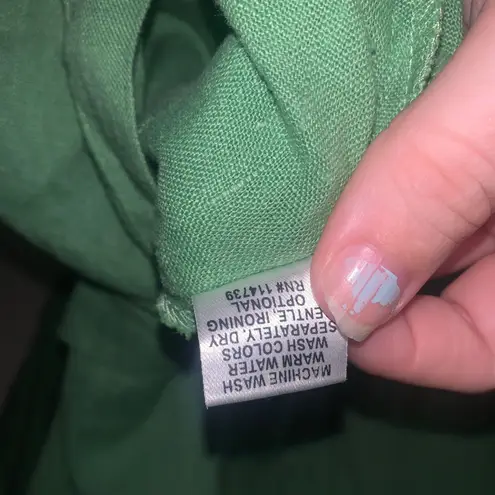 MACHINE WASH
WARM WATER
WASH COLORS
SEPARATELY, DRY
GENTLE, IRONING
OPTIONAL
RN# 114739